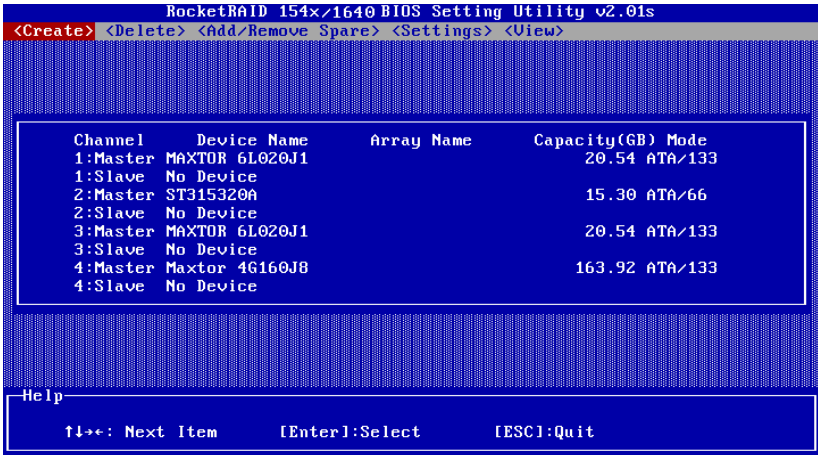 RocketRAID 154x/1640 BIOS Setting Utility v2.01s
<Create> <Delete> <Add/Remove Spare> <Settings> <View>
Channel Device Name Array Name Capacity(GB) Mode
1:Master MAXTOR 6L020J1 20.54 ATA/133
1:Slave No Device
2:Master ST315320A 15.30 ATA/66
2:Slave No Device
3:Master MAXTOR 6L020J1 20.54 ATA/133
3:Slave No Device
4:Master Maxtor 4G160J8 163.92 ATA/133
4:Slave No Device
Help
↑↓→←: Next Item [Enter]:Select [ESC]:Quit